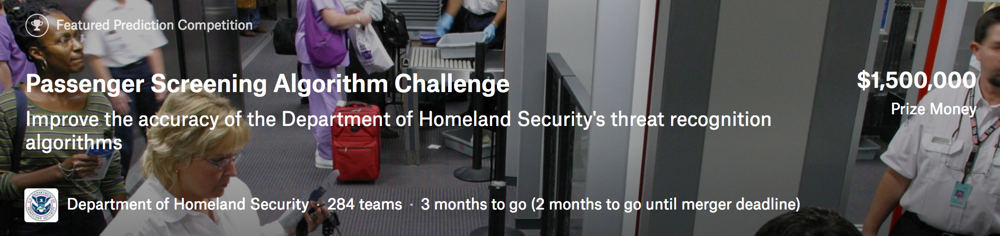 Featured Prediction Competition
Passenger Screening Algorithm Challenge
$1,500,000
Prize Money
Improve the accuracy of the Department of Homeland Security's threat recognition
algorithms
Department of Homeland Security · 284 teams · 3 months to go (2 months to go until merger deadline)